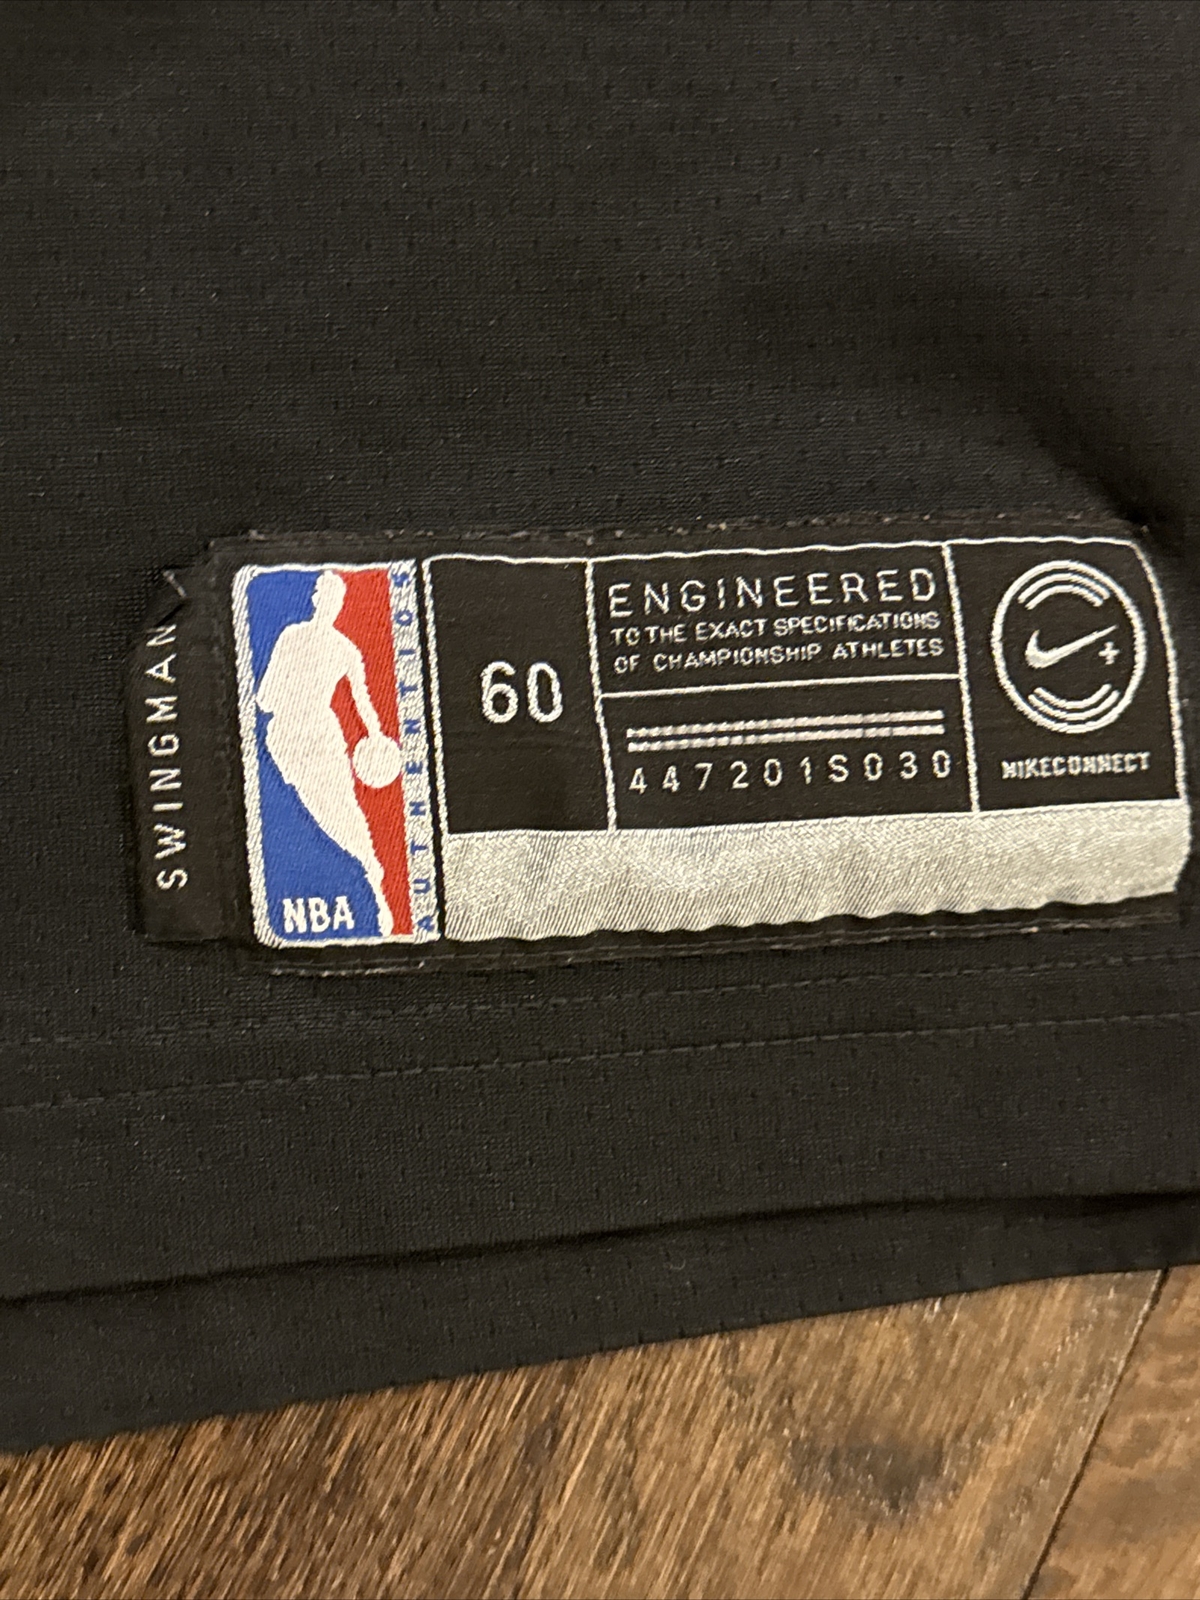 SWINGMAN
NBA
AUTHENTICS
60
ENGINEERED
TO THE EXACT SPECIFICATIONS
OF CHAMPIONSHIP ATHLETES
447201S030
NIKECONNECT